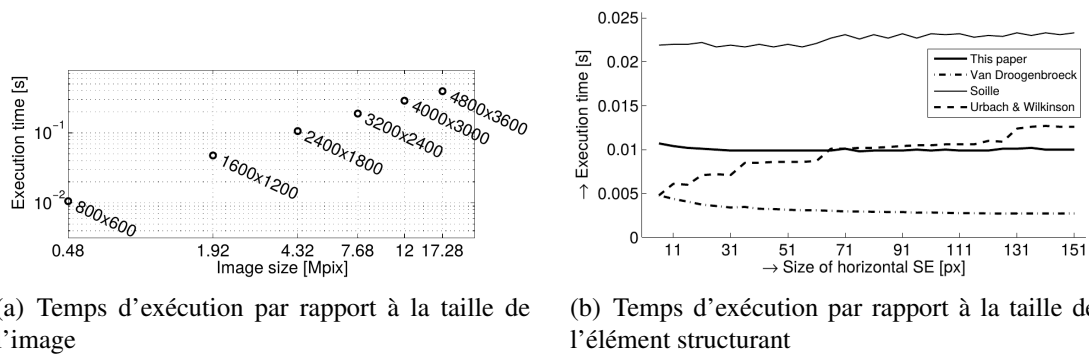 Execution time [s]
10⁻¹
10⁻²
800x600
1600x1200
2400x1800
3200x2400
4000x3000
4800x3600
0.48 1.92 4.32 7.68 12 17.28
Image size [Mpix]
→ Execution time [s]
0.025
0.02
0.015
0.01
0.005
0
This paper
Van Droogenbroeck
Soille
Urbach & Wilkinson
11 31 51 71 91 111 131 151
→ Size of horizontal SE [px]
a) Temps d'exécution par rapport à la taille de
l'image
(b) Temps d'exécution par rapport à la taille de
l'élément structurant